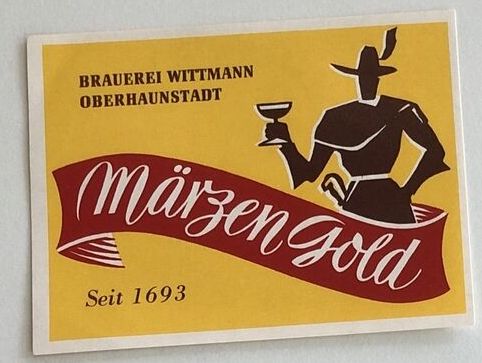 BRAUEREI WITTMANN
OBERHAUNSTADT
Märzen Gold
Seit 1693